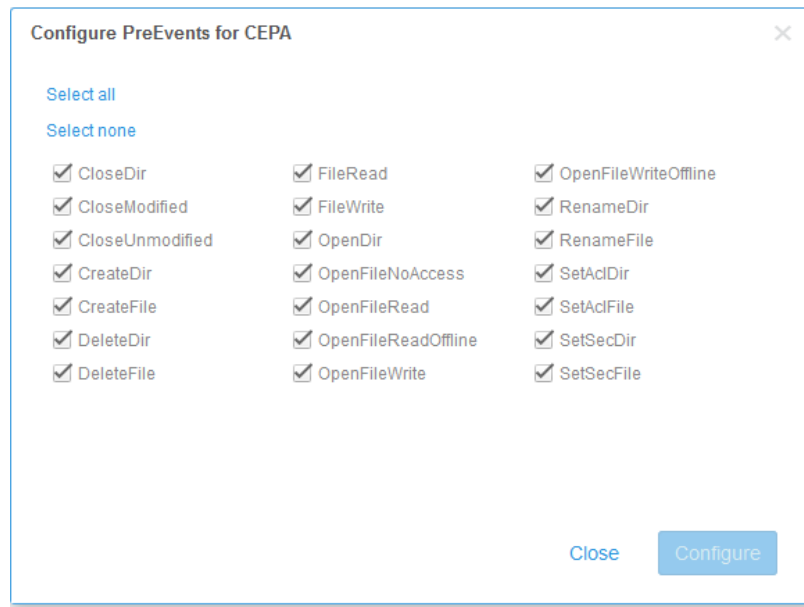 Configure PreEvents for CEPA
Select all
Select none
CloseDir
CloseModified
CloseUnmodified
CreateDir
CreateFile
DeleteDir
DeleteFile
FileRead
FileWrite
OpenDir
OpenFileNoAccess
OpenFileRead
OpenFileReadOffline
OpenFileWrite
OpenFileWriteOffline
RenameDir
RenameFile
SetAclDir
SetAclFile
SetSecDir
SetSecFile
Close
Configure